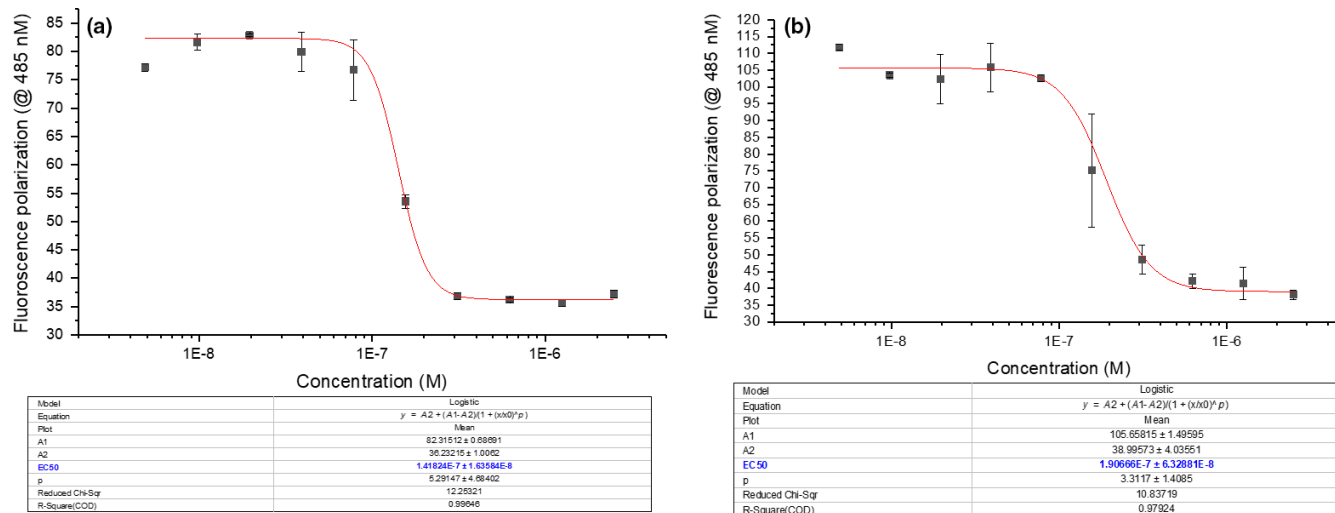 (a)
Fluoroscence polarization (@ 485 nM)
85
80
75
70
65
60
55
50
45
40
35
30
1E-8 1E-7 1E-6
Concentration (M)
Model Logistic
Equation y = A2 + (A1-A2)/(1 + (x/x0)^p)
Plot Mean
A1 82.31512 ± 0.68691
A2 36.23215 ± 1.0062
EC50 1.41824E-7 ± 1.63584E-8
p 5.29147 ± 4.68402
Reduced Chi-Sqr 12.25321
R-Square(COD) 0.99646
(b)
Fluorescence polarization (@ 485 nM)
120
115
110
105
100
95
90
85
80
75
70
65
60
55
50
45
40
35
30
1E-8 1E-7 1E-6
Concentration (M)
Model Logistic
Equation y = A2 + (A1-A2)/(1 + (x/x0)^p)
Plot Mean
A1 105.65815 ± 1.49595
A2 38.99573 ± 4.03551
EC50 1.90666E-7 ± 6.32881E-8
p 3.3117 ± 1.4085
Reduced Chi-Sqr 10.83719
R-Square(COD) 0.97924